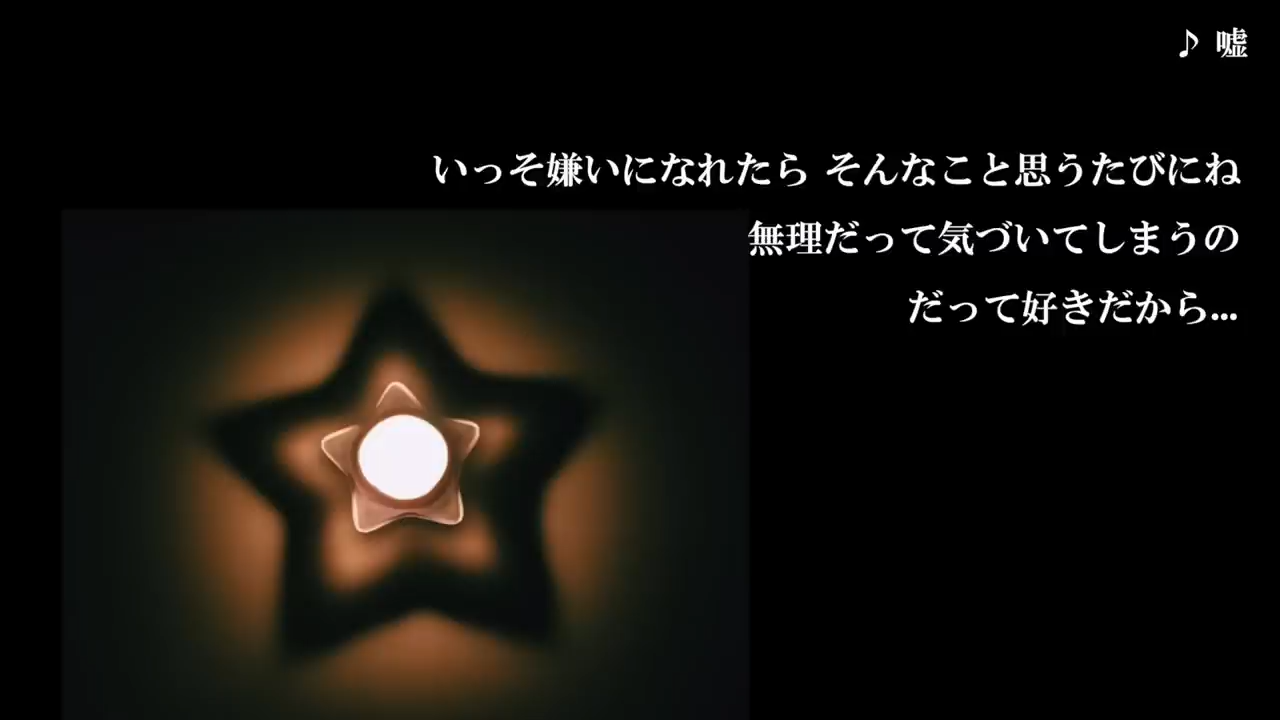 ♪ 嘘
いっそ嫌いになれたら そんなこと思うたびにね
無理だって気づいてしまうの
だって好きだから...